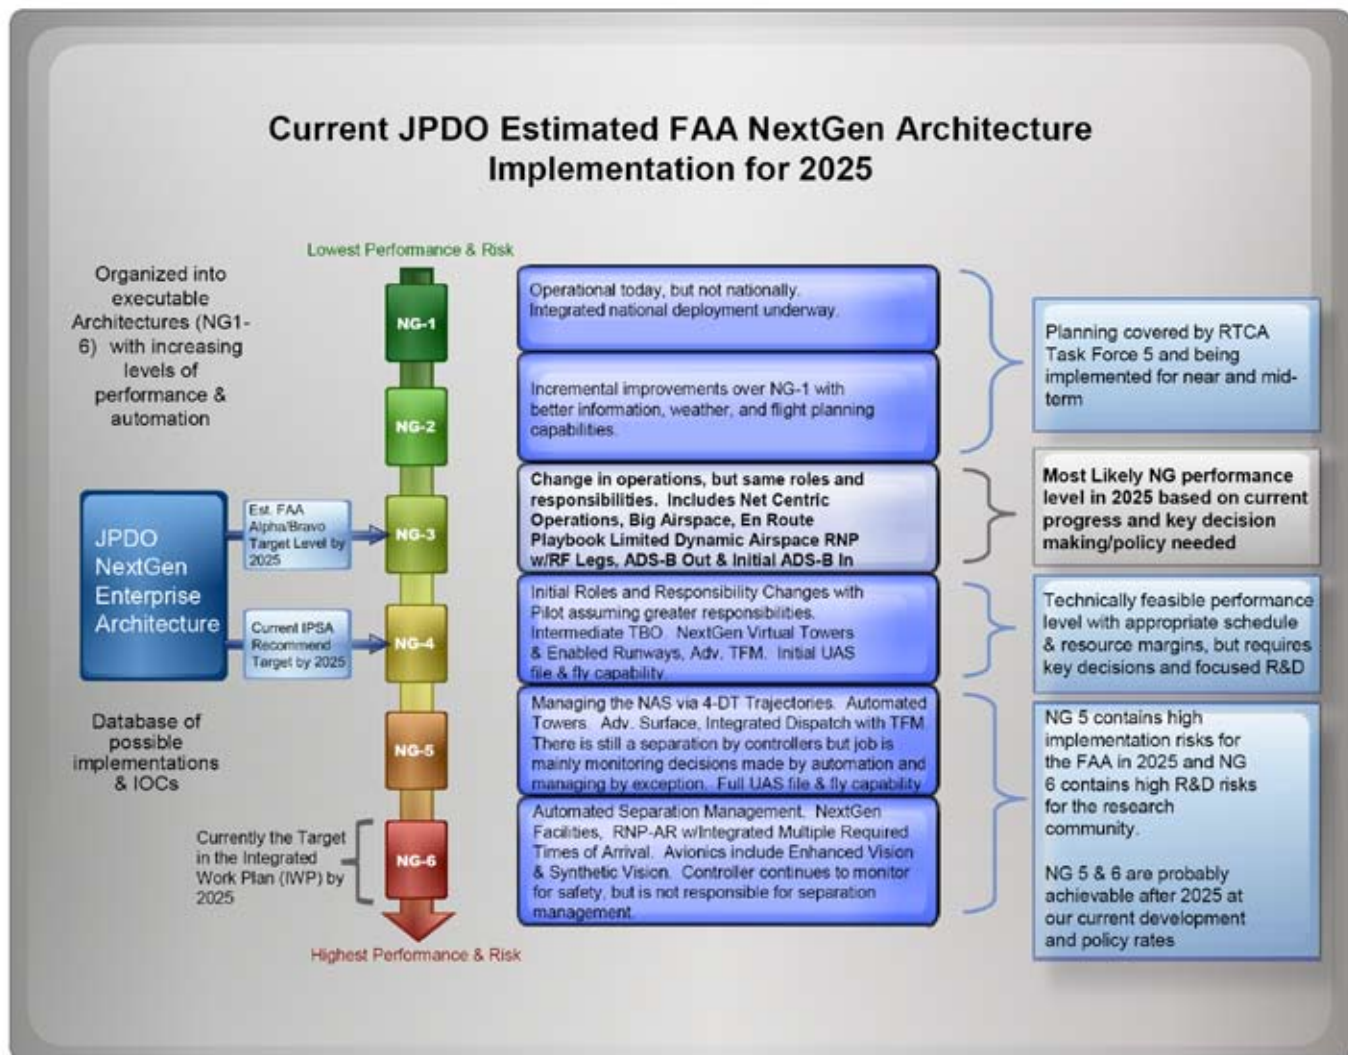 Current JPDO Estimated FAA NextGen Architecture
Implementation for 2025
Lowest Performance & Risk
Organized into
executable
Architectures (NG1-
6) with increasing
levels of
performance &
automation
JPDO
NextGen
Enterprise
Architecture
Est. FAA
Alpha/Bravo
Target Level by
2025
Current IPSA
Recommend
Target by 2025
Database of
possible
implementations
& IOCs
Currently the Target
in the Integrated
Work Plan (IWP) by
2025
NG-1
NG-2
NG-3
NG-4
NG-5
NG-6
Highest Performance & Risk
Operational today, but not nationally.
Integrated national deployment underway.
Incremental improvements over NG-1 with
better information, weather, and flight planning
capabilities.
Change in operations, but same roles and
responsibilities. Includes Net Centric
Operations, Big Airspace, En Route
Playbook Limited Dynamic Airspace RNP
w/RF Legs, ADS-B Out & Initial ADS-B In
Initial Roles and Responsibility Changes with
Pilot assuming greater responsibilities.
Intermediate TBO. NextGen Virtual Towers
& Enabled Runways, Adv. TFM. Initial UAS
file & fly capability.
Managing the NAS via 4-DT Trajectories. Automated
Towers. Adv. Surface, Integrated Dispatch with TFM.
There is still a separation by controllers but job is
mainly monitoring decisions made by automation and
managing by exception. Full UAS file & fly capability
Automated Separation Management. NextGen
Facilities, RNP-AR w/Integrated Multiple Required
Times of Arrival. Avionics include Enhanced Vision
& Synthetic Vision. Controller continues to monitor
for safety, but is not responsible for separation
management.
Planning covered by RTCA
Task Force 5 and being
implemented for near and mid-
term
Most Likely NG performance
level in 2025 based on current
progress and key decision
making/policy needed
Technically feasible performance
level with appropriate schedule
& resource margins, but requires
key decisions and focused R&D
NG 5 contains high
implementation risks for
the FAA in 2025 and NG
6 contains high R&D risks
for the research
community.
NG 5 & 6 are probably
achievable after 2025 at
our current development
and policy rates